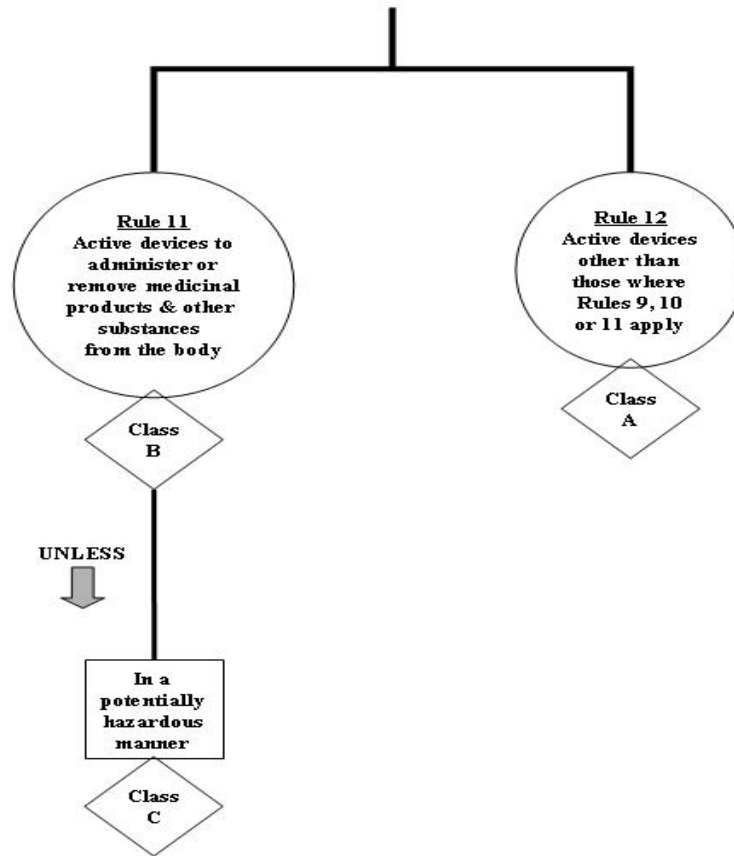 Rule 11
Active devices to
administer or
remove medicinal
products & other
substances
from the body
Class
B
UNLESS
In a
potentially
hazardous
manner
Class
C
Rule 12
Active devices
other than
those where
Rules 9, 10
or 11 apply
Class
A